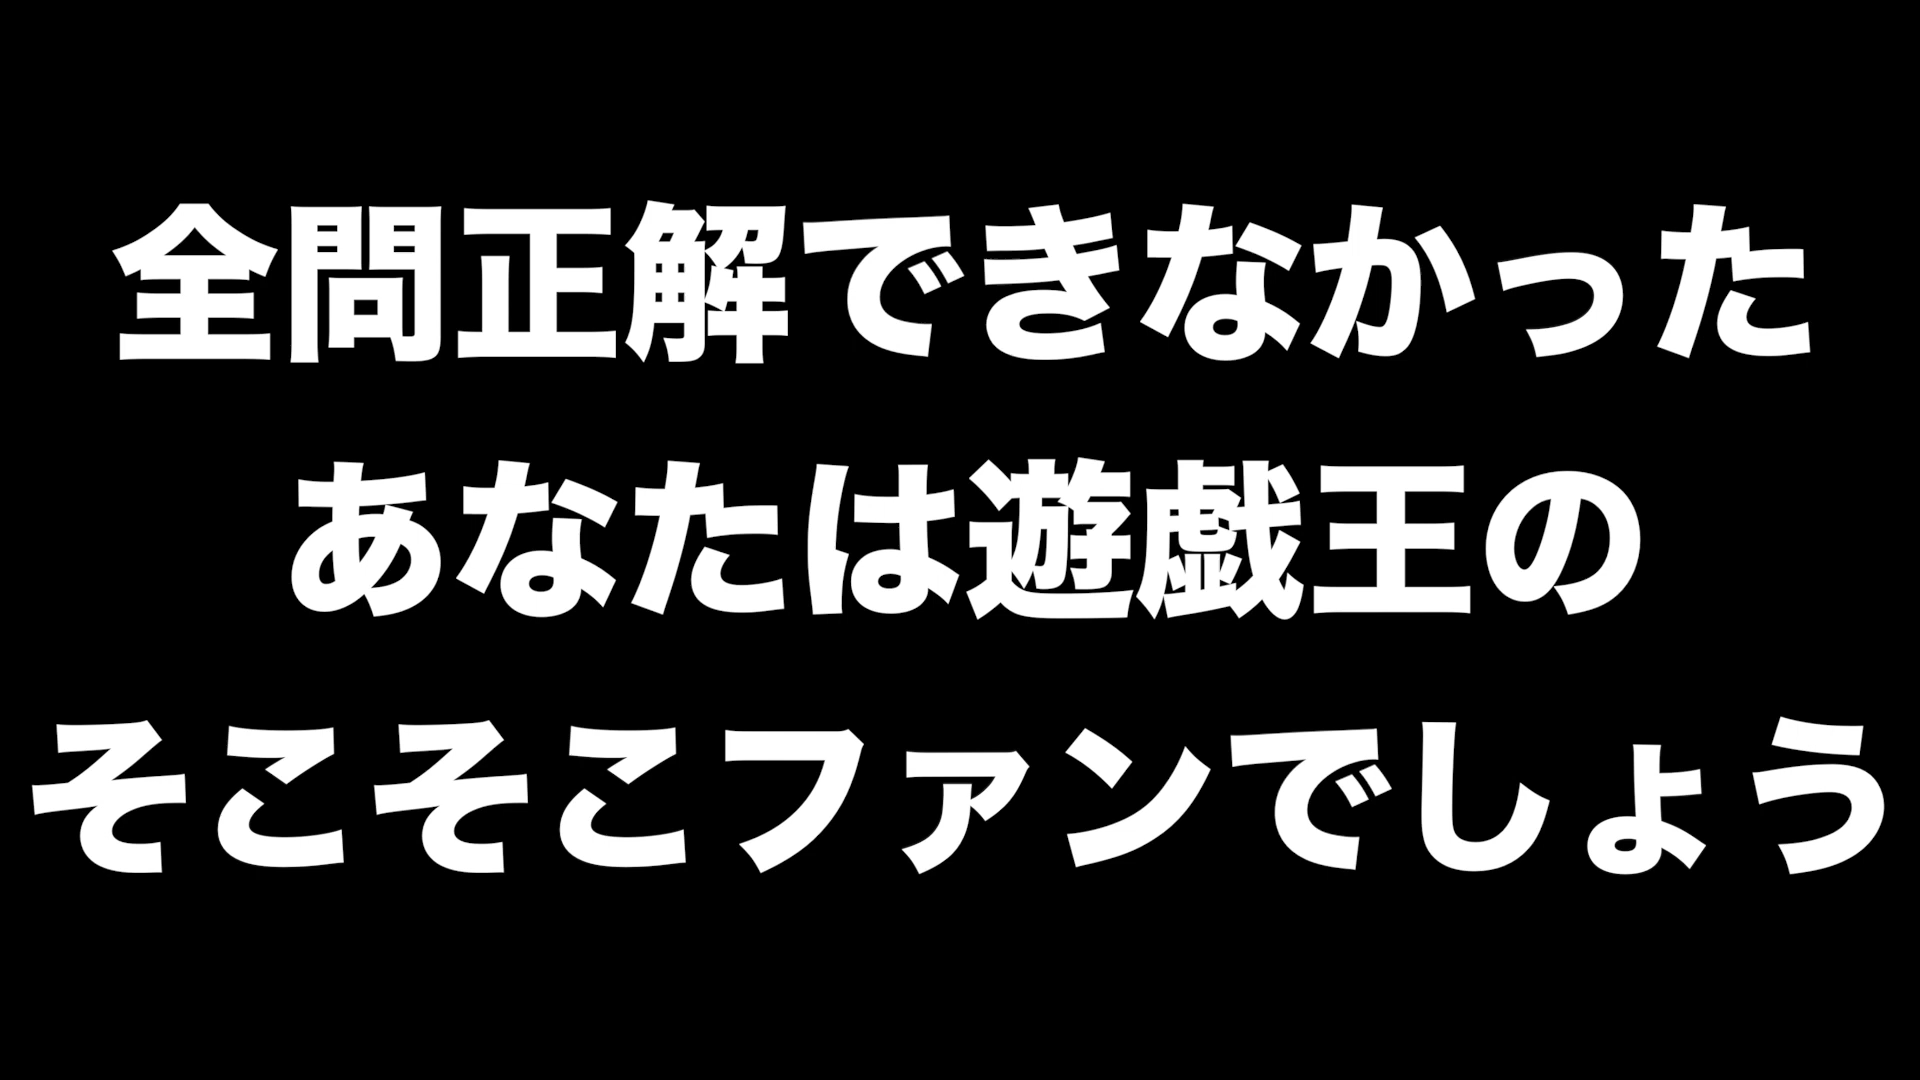 全問正解できなかった
あなたは遊戯王の
そこそこファンでしょう